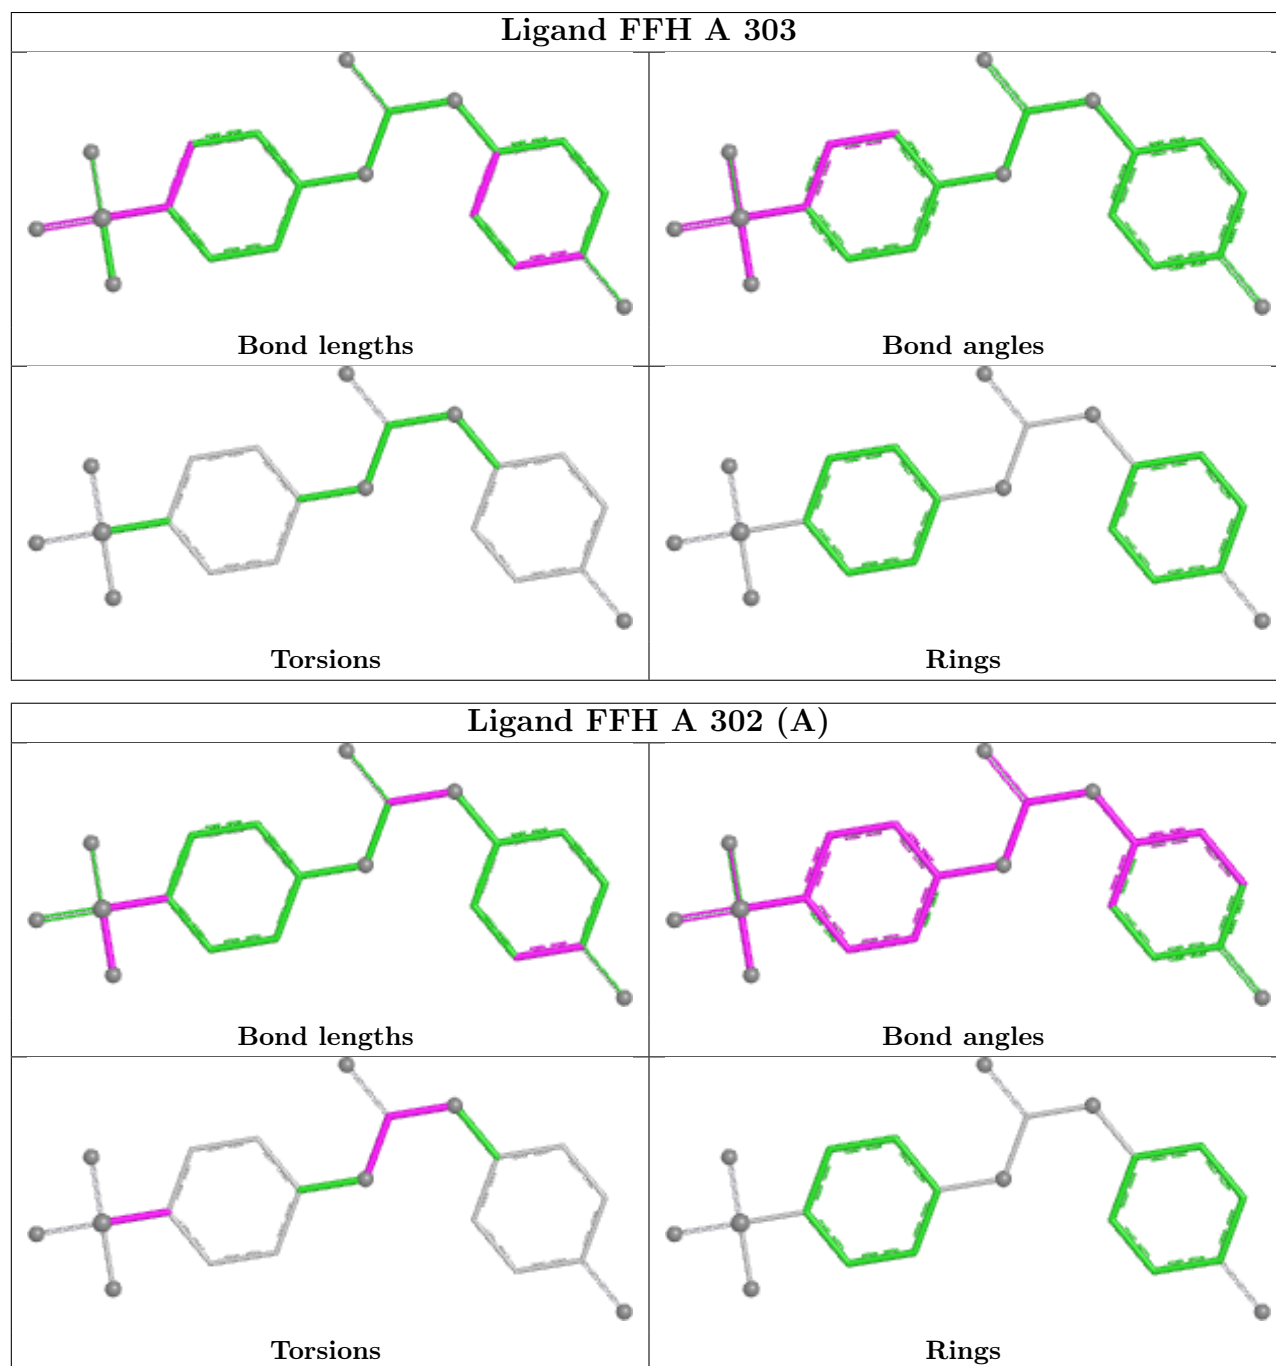 Ligand FFH A 303
Bond lengths
Bond angles
Torsions
Rings
Ligand FFH A 302 (A)
Bond lengths
Bond angles
Torsions
Rings